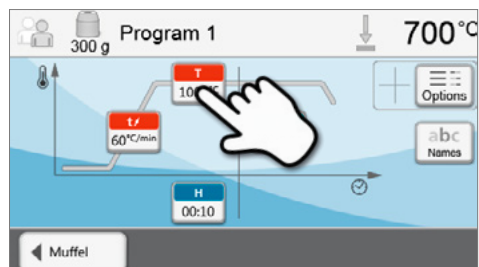 300 g
Program 1
700°C
T
t
60°C/min
H
00:10
Options
abc
Names
Muffel